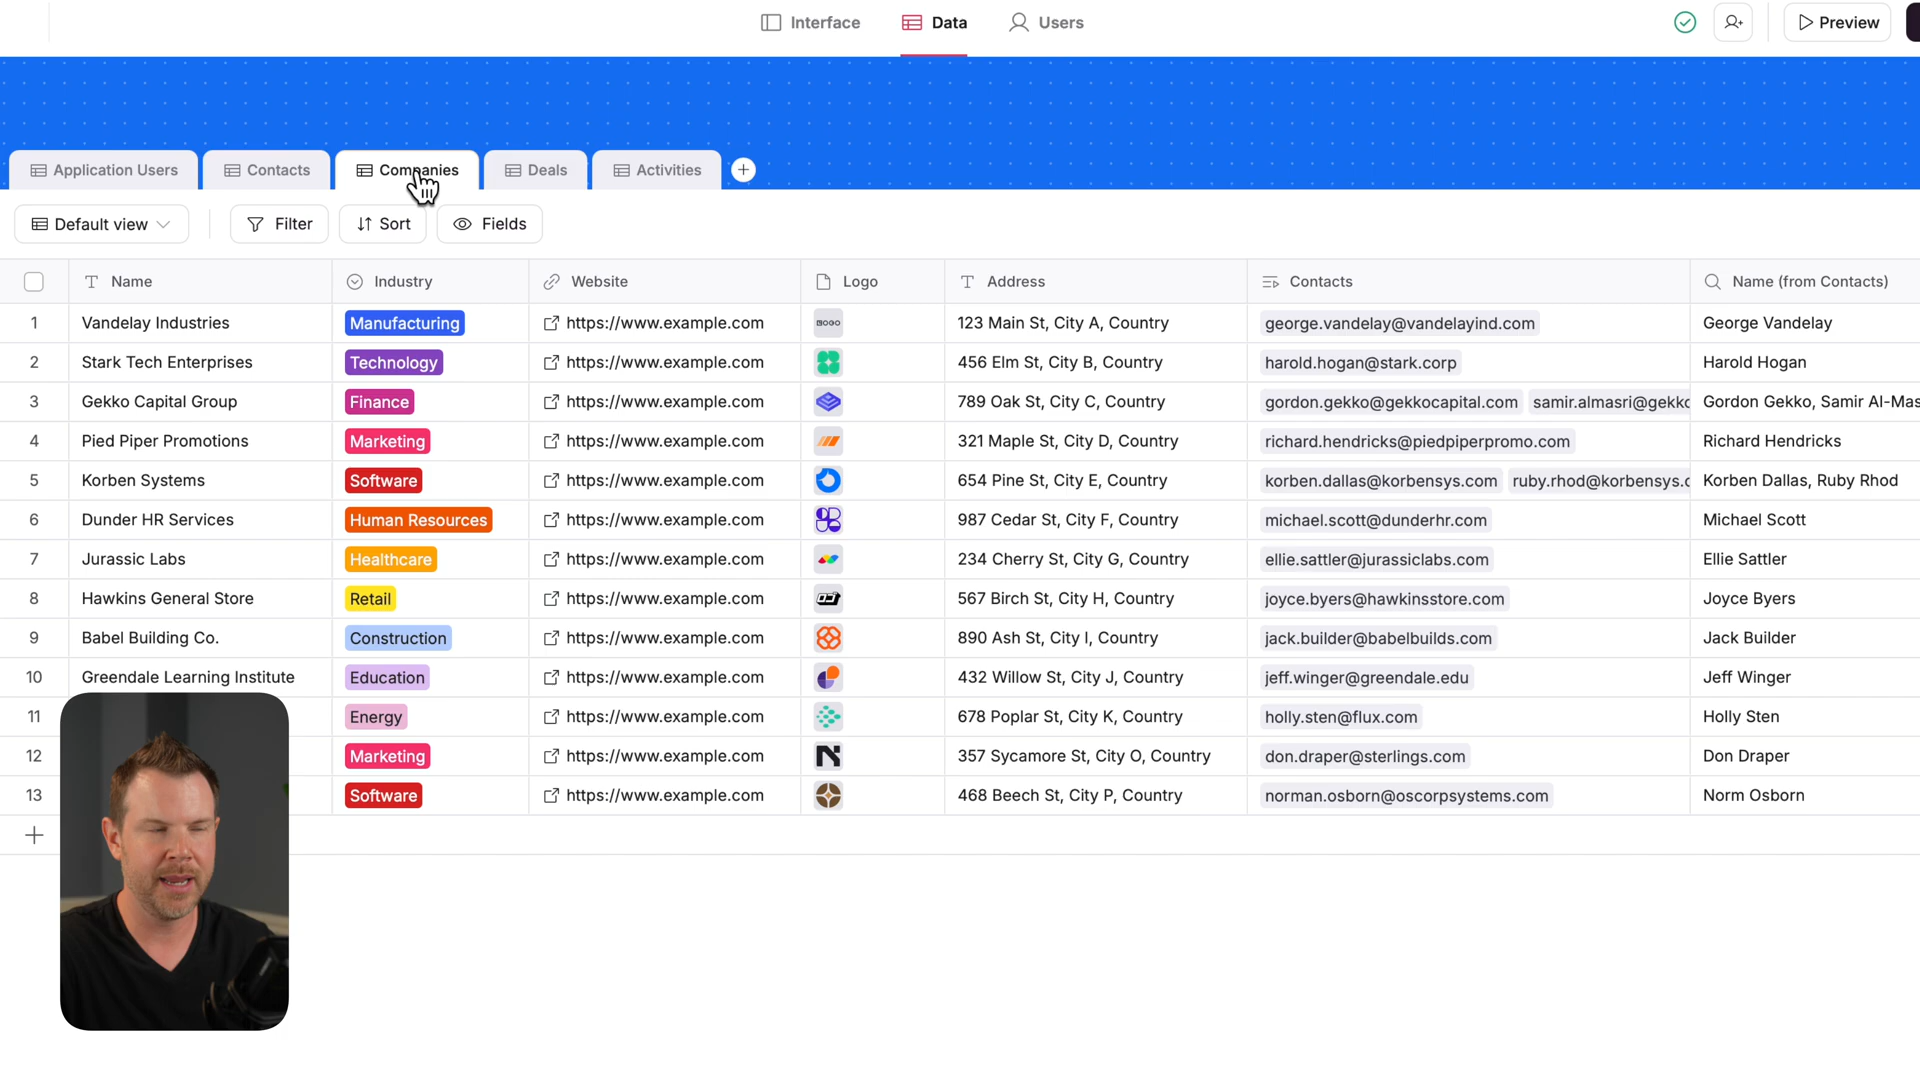 Interface Data Users Preview
Application Users Contacts Companies Deals Activities
Default view Filter Sort Fields
Name Industry Website Logo Address Contacts Name (from Contacts)
1 Vandelay Industries Manufacturing https://www.example.com 123 Main St, City A, Country george.vandelay@vandelayind.com George Vandelay
2 Stark Tech Enterprises Technology https://www.example.com 456 Elm St, City B, Country harold.hogan@stark.corp Harold Hogan
3 Gekko Capital Group Finance https://www.example.com 789 Oak St, City C, Country gordon.gekko@gekkocapital.com samir.almasri@gekko Gordon Gekko, Samir Al-Mas
4 Pied Piper Promotions Marketing https://www.example.com 321 Maple St, City D, Country richard.hendricks@piedpiperpromo.com Richard Hendricks
5 Korben Systems Software https://www.example.com 654 Pine St, City E, Country korben.dallas@korbensys.com ruby.rhod@korbensys.c Korben Dallas, Ruby Rhod
6 Dunder HR Services Human Resources https://www.example.com 987 Cedar St, City F, Country michael.scott@dunderhr.com Michael Scott
7 Jurassic Labs Healthcare https://www.example.com 234 Cherry St, City G, Country ellie.sattler@jurassiclabs.com Ellie Sattler
8 Hawkins General Store Retail https://www.example.com 567 Birch St, City H, Country joyce.byers@hawkinsstore.com Joyce Byers
9 Babel Building Co. Construction https://www.example.com 890 Ash St, City I, Country jack.builder@babelbuilds.com Jack Builder
10 Greendale Learning Institute Education https://www.example.com 432 Willow St, City J, Country jeff.winger@greendale.edu Jeff Winger
11 Energy https://www.example.com 678 Poplar St, City K, Country holly.sten@flux.com Holly Sten
12 Marketing https://www.example.com 357 Sycamore St, City O, Country don.draper@sterlings.com Don Draper
13 Software https://www.example.com 468 Beech St, City P, Country norman.osborn@oscorpsystems.com Norm Osborn